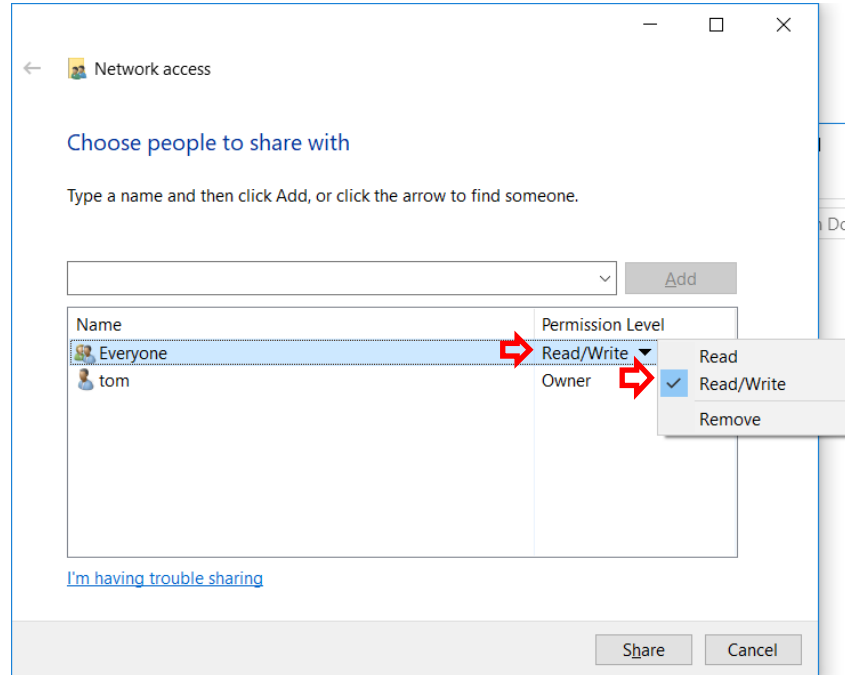 Network access
Choose people to share with
Type a name and then click Add, or click the arrow to find someone.
Add
Name Permission Level
Everyone Read/Write Read
tom Owner Read/Write
Remove
I'm having trouble sharing
Share Cancel